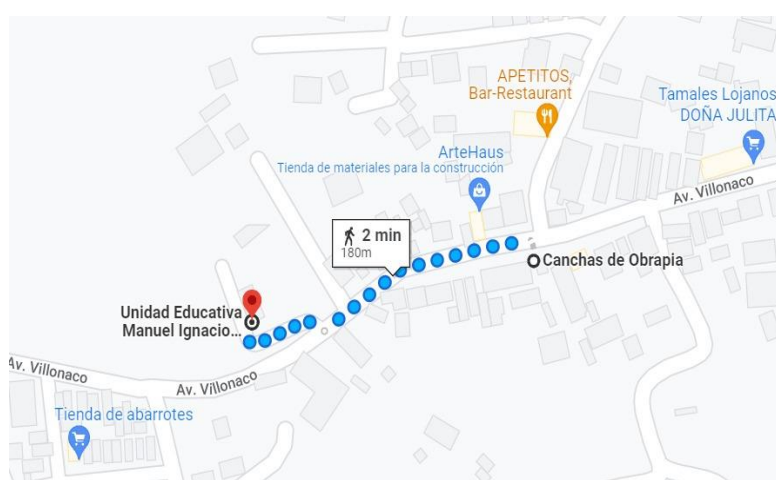 APETITOS,
Bar-Restaurant
Tamales Lojanos
DOÑA JULITA
ArteHaus
Tienda de materiales para la construcción
Av. Villonaco
2 min
180m
Canchas de Obrapia
Unidad Educativa
Manuel Ignacio...
Av. Villonaco
Av. Villonaco
Tienda de abarrotes